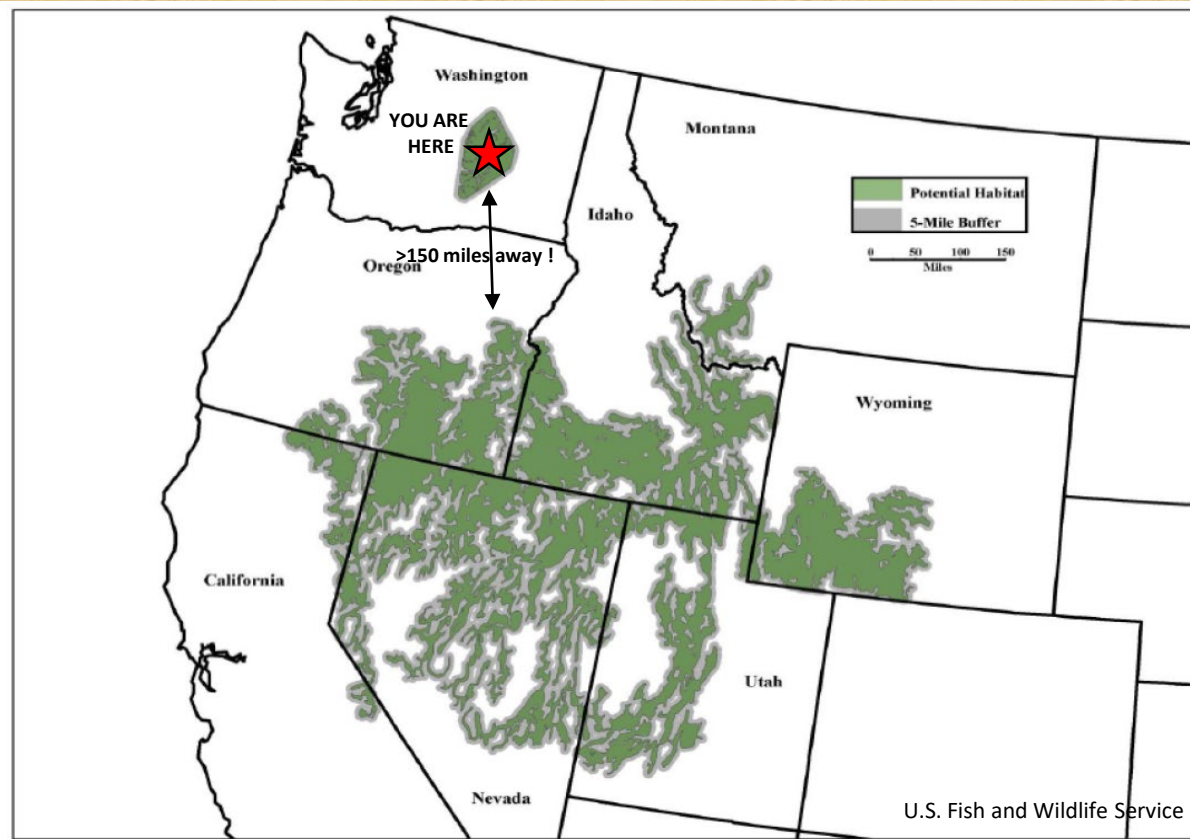 Washington
YOU ARE
HERE
Montana
Potential Habitat
5-Mile Buffer
0 50 100 150
Miles
Idaho
>150 miles away !
Oregon
Wyoming
California
Utah
Nevada
U.S. Fish and Wildlife Service